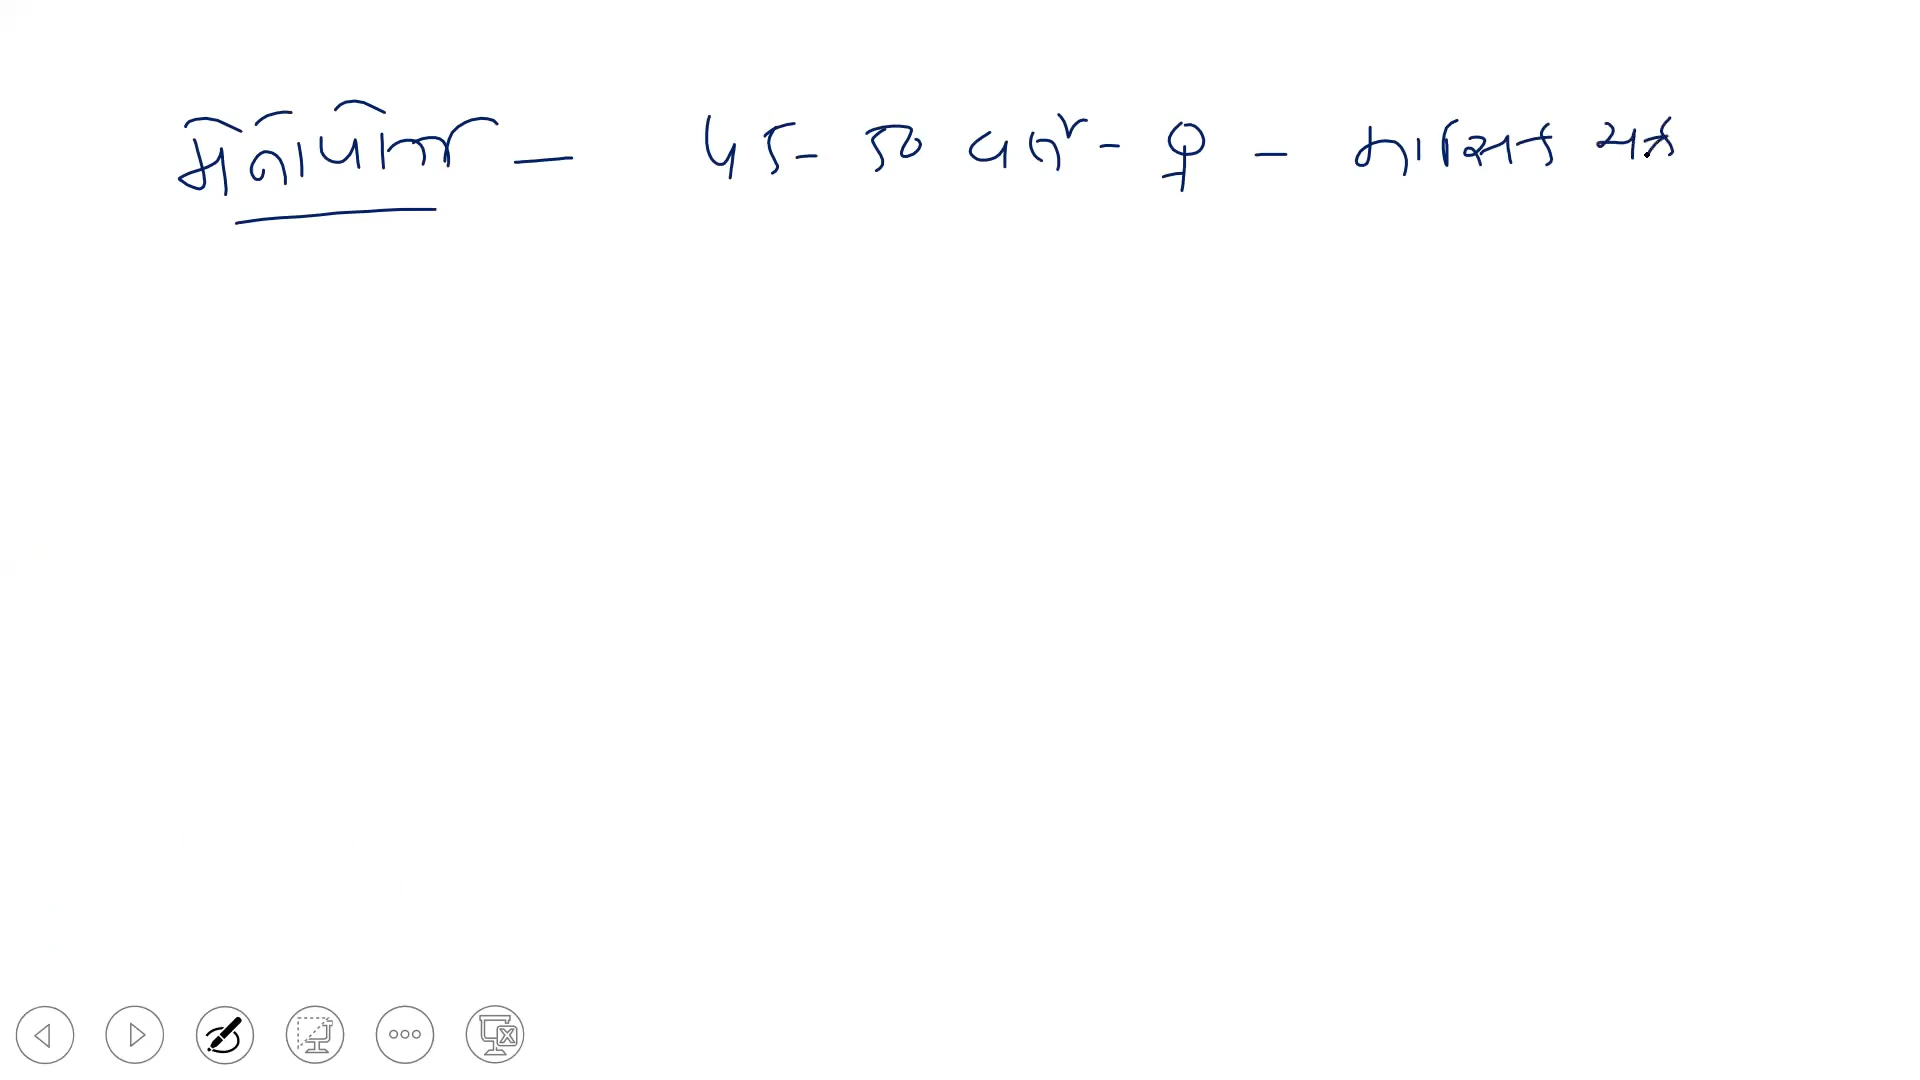 मेनोपोज — 45 - 50 वर्ष - ♀ — मासिक चक्र